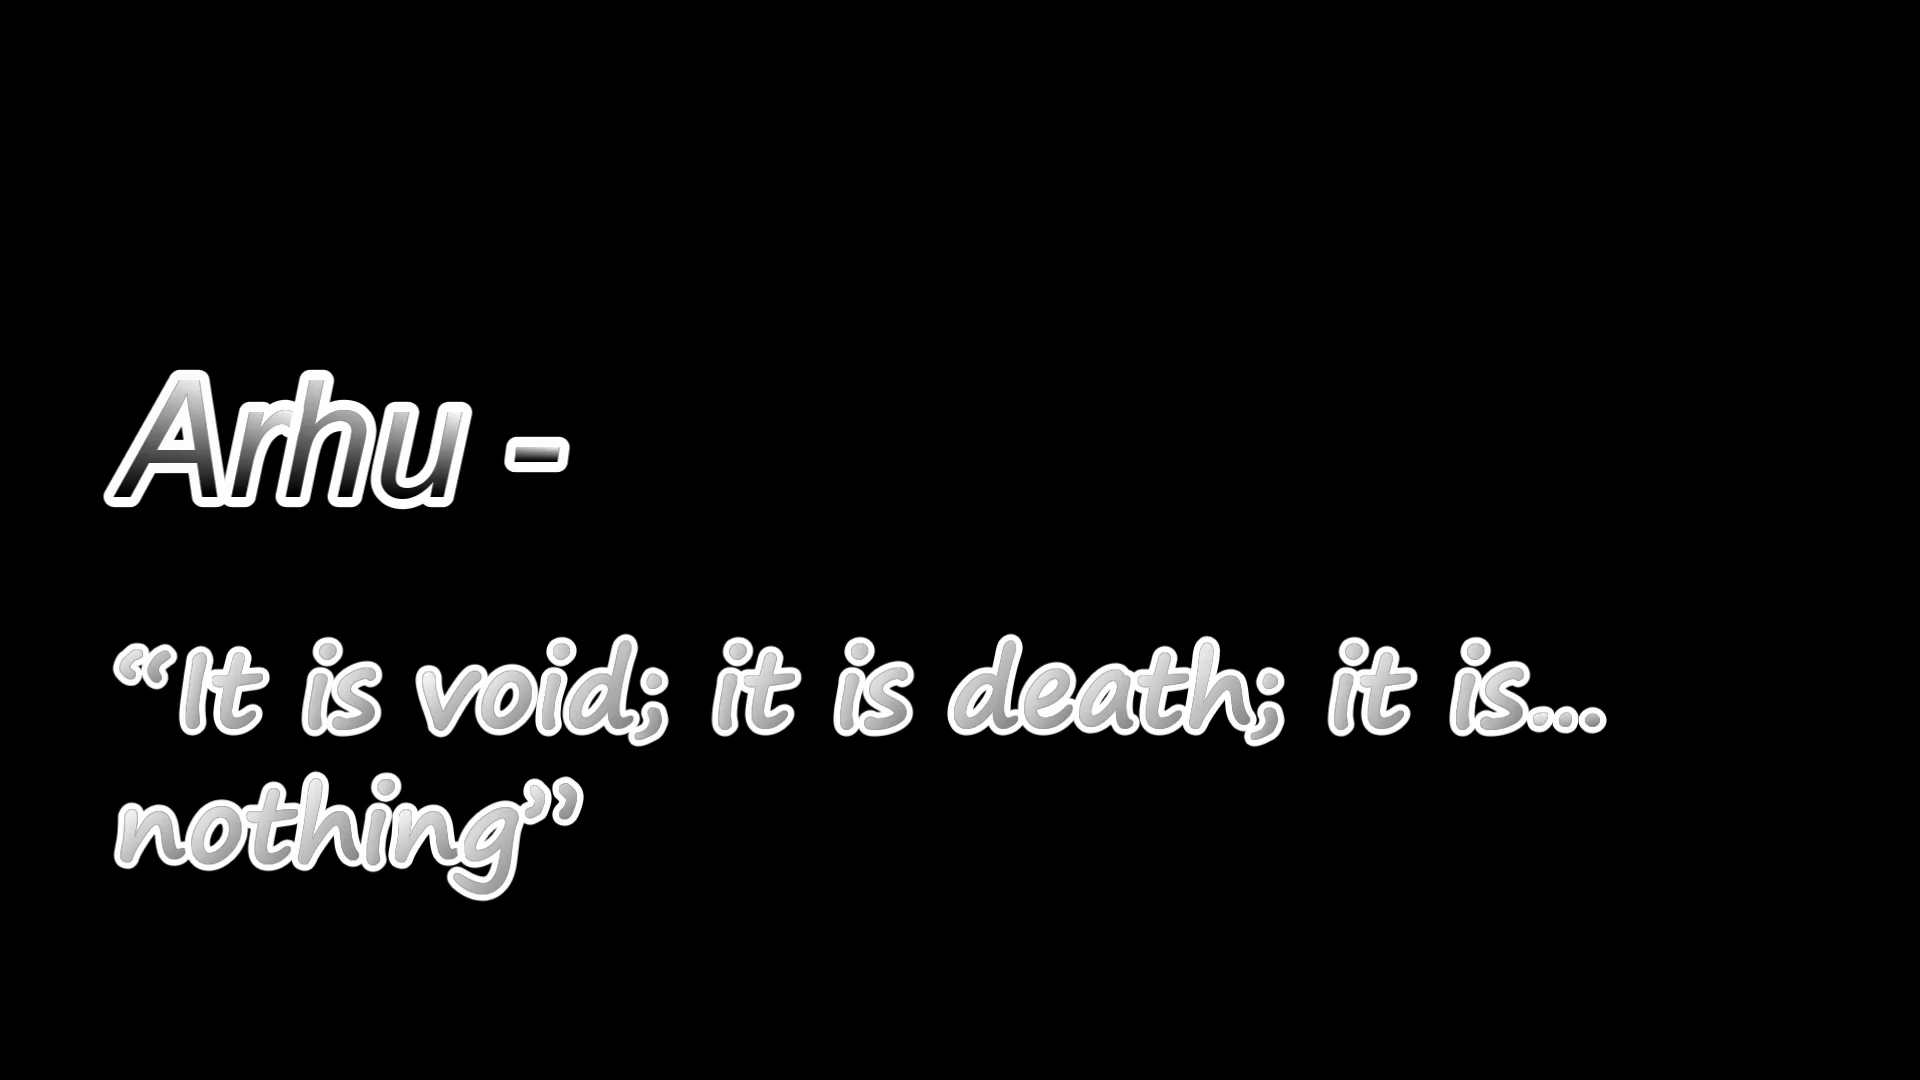 Arhu -
“It is void; it is death; it is...
nothing”